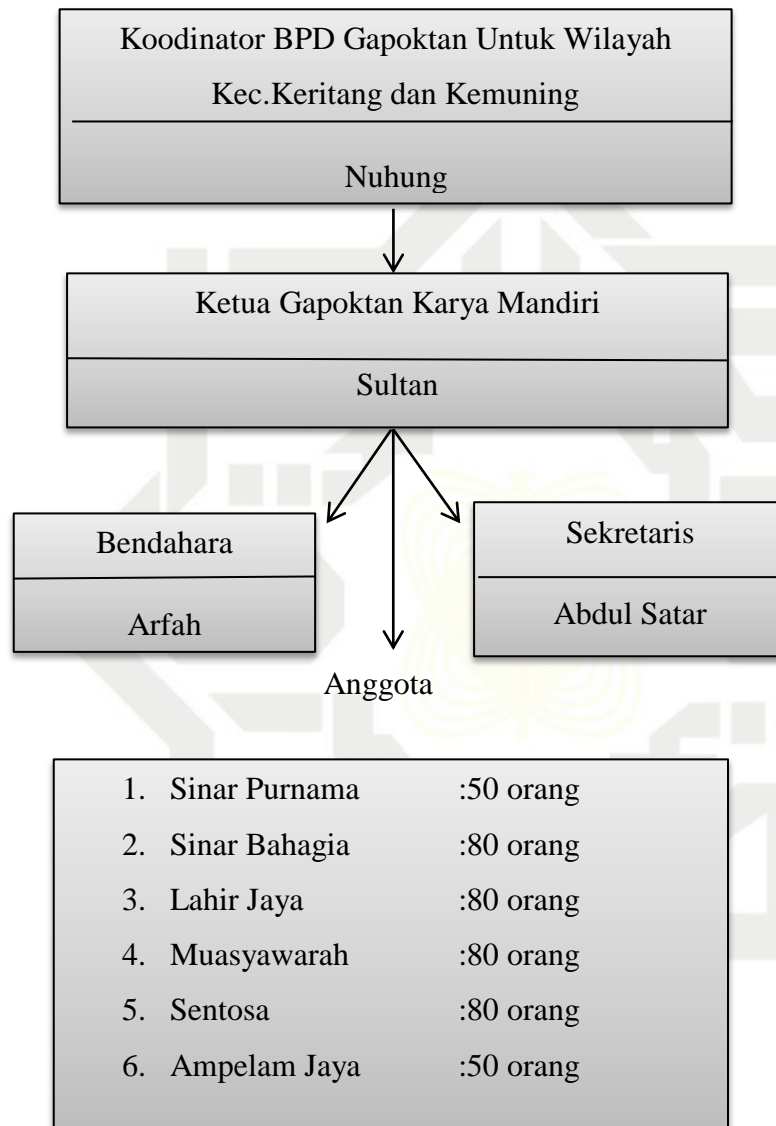 Koodinator BPD Gapoktan Untuk Wilayah
Kec.Keritang dan Kemuning
Nuhung
Ketua Gapoktan Karya Mandiri
Sultan
Bendahara
Arfah
Sekretaris
Abdul Satar
Anggota
1. Sinar Purnama :50 orang
2. Sinar Bahagia :80 orang
3. Lahir Jaya :80 orang
4. Muasyawarah :80 orang
5. Sentosa :80 orang
6. Ampelam Jaya :50 orang